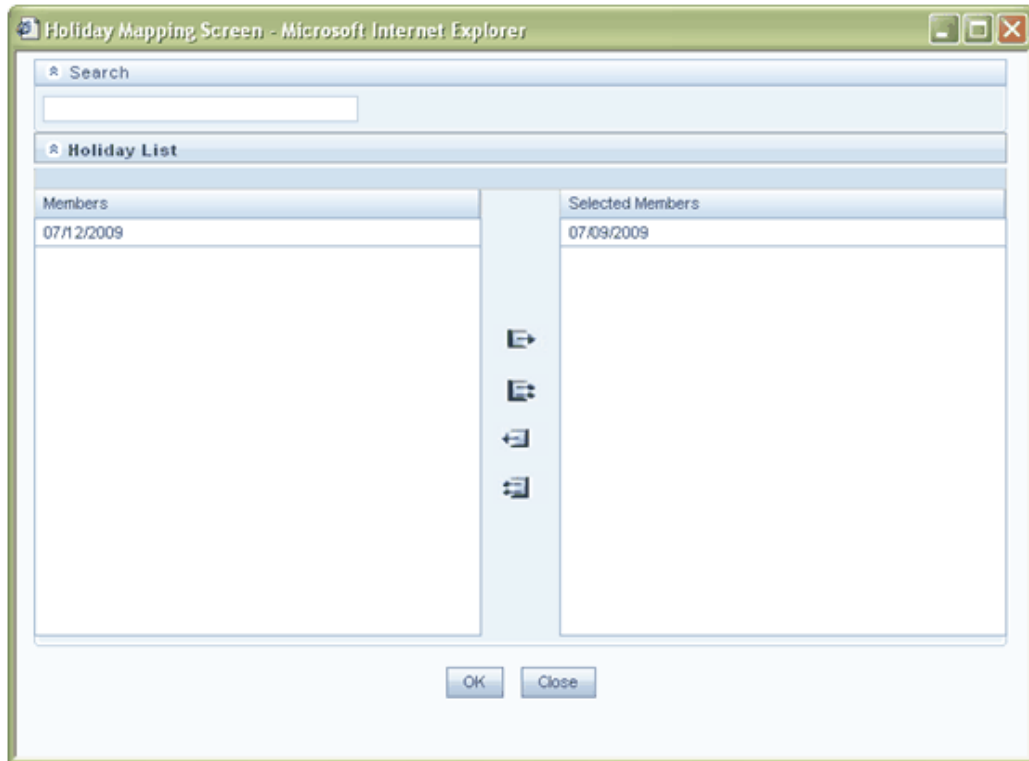 Holiday Mapping Screen - Microsoft Internet Explorer
Search
Holiday List
Members
Selected Members
07/12/2009
07/09/2009
OK
Close